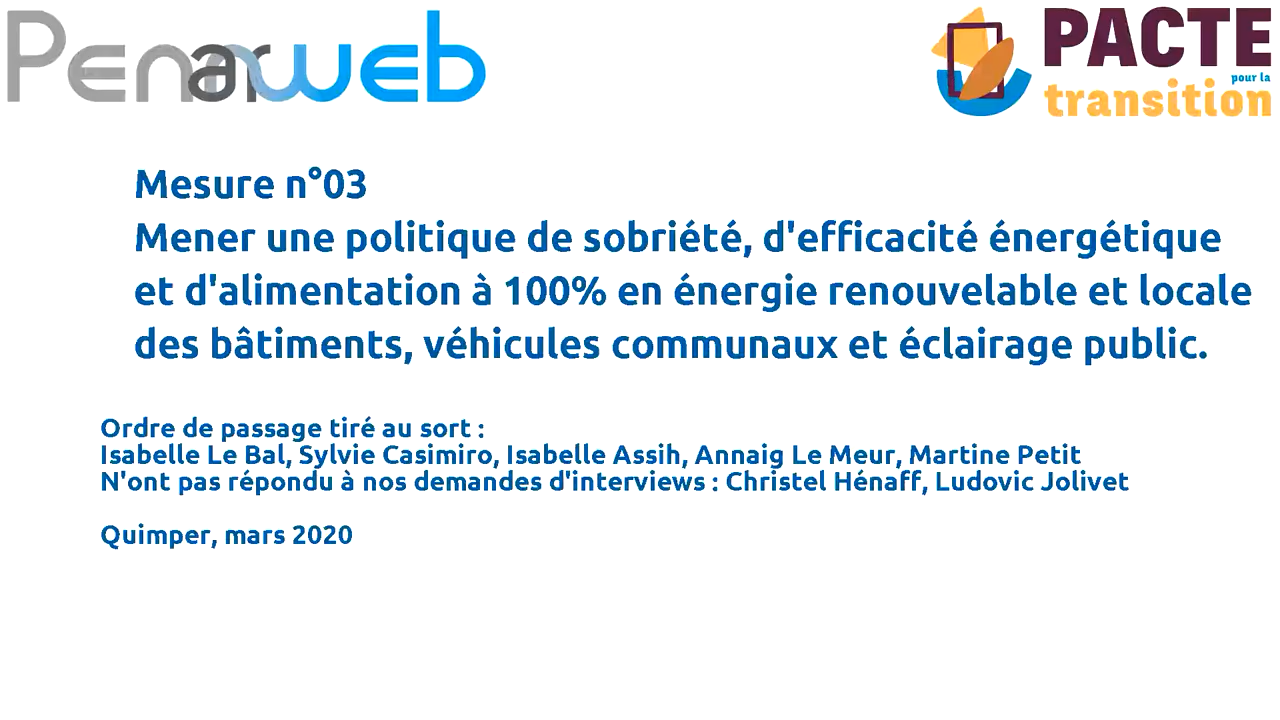 Penarweb
PACTE
pour la
transition
Mesure n°03
Mener une politique de sobriété, d'efficacité énergétique
et d'alimentation à 100% en énergie renouvelable et locale
des bâtiments, véhicules communaux et éclairage public.
Ordre de passage tiré au sort :
Isabelle Le Bal, Sylvie Casimiro, Isabelle Assih, Annaig Le Meur, Martine Petit
N'ont pas répondu à nos demandes d'interviews : Christel Hénaff, Ludovic Jolivet
Quimper, mars 2020